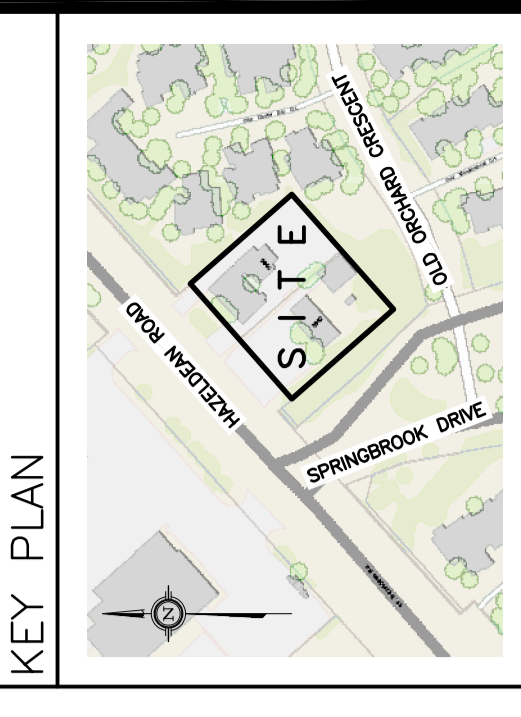 KEY PLAN
OLD ORCHARD CRESCENT
SITE
HAZELDEAN ROAD
SPRINGBROOK DRIVE
N